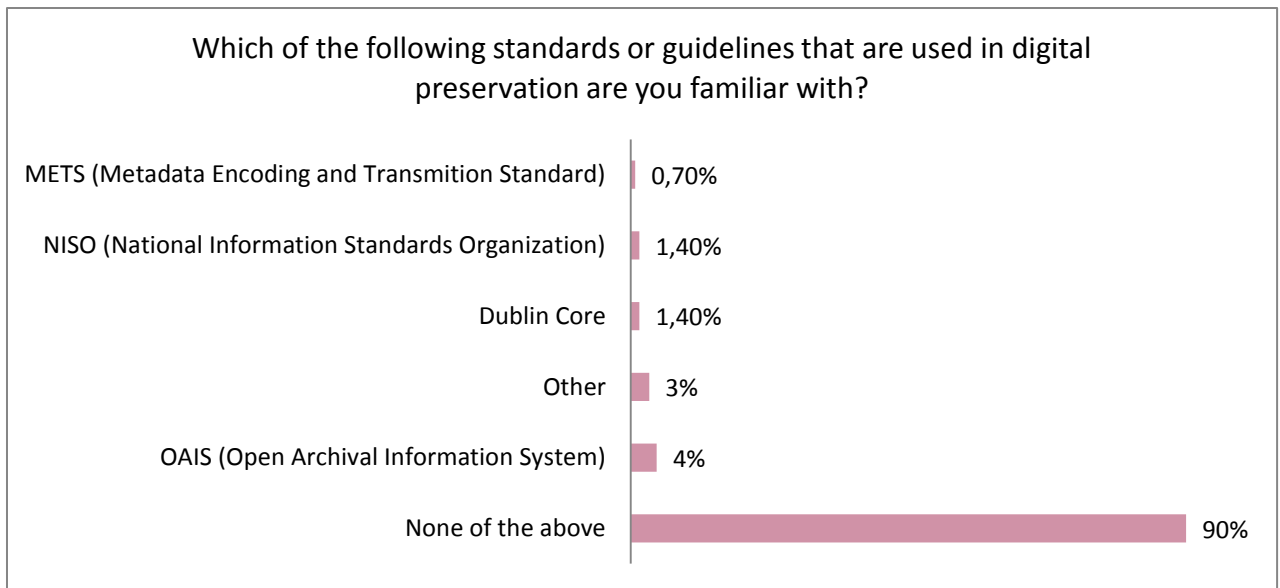 Which of the following standards or guidelines that are used in digital
preservation are you familiar with?
METS (Metadata Encoding and Transmition Standard) 0,70%
NISO (National Information Standards Organization) 1,40%
Dublin Core 1,40%
Other 3%
OAIS (Open Archival Information System) 4%
None of the above 90%